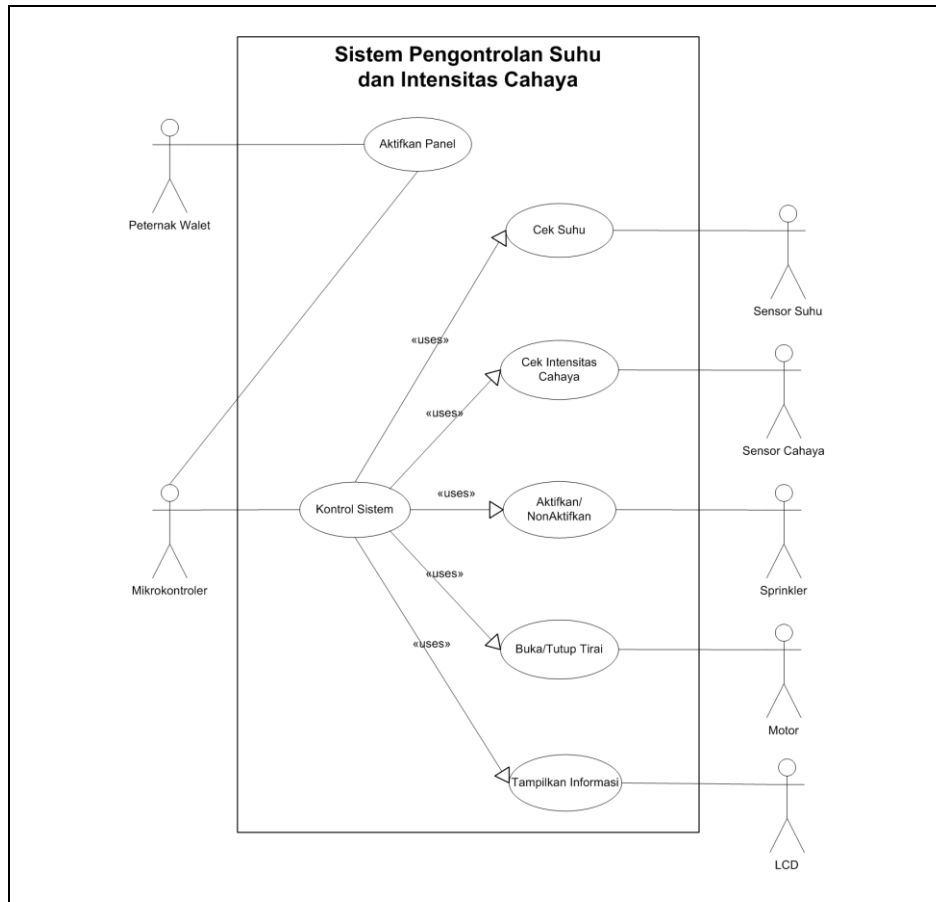 Sistem Pengontrolan Suhu
dan Intensitas Cahaya
Aktifkan Panel
Peternak Walet
Cek Suhu
Sensor Suhu
«uses»
Cek Intensitas
Cahaya
«uses»
Sensor Cahaya
«uses»
Aktifkan/
NonAktifkan
Kontrol Sistem
Mikrokontroler
Sprinkler
«uses»
«uses»
Buka/Tutup Tirai
Motor
Tampilkan Informasi
LCD